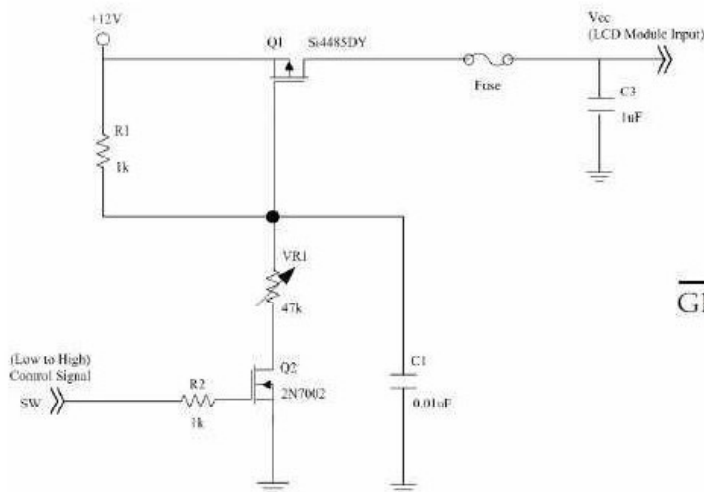 +12V
Q1
Si4485DY
Vcc
(LCD Module Input)
Fuse
C3
1uF
R1
1k
VR1
47k
(Low to High)
Control Signal
SW
R2
1k
Q2
2N7002
C1
0.01uF